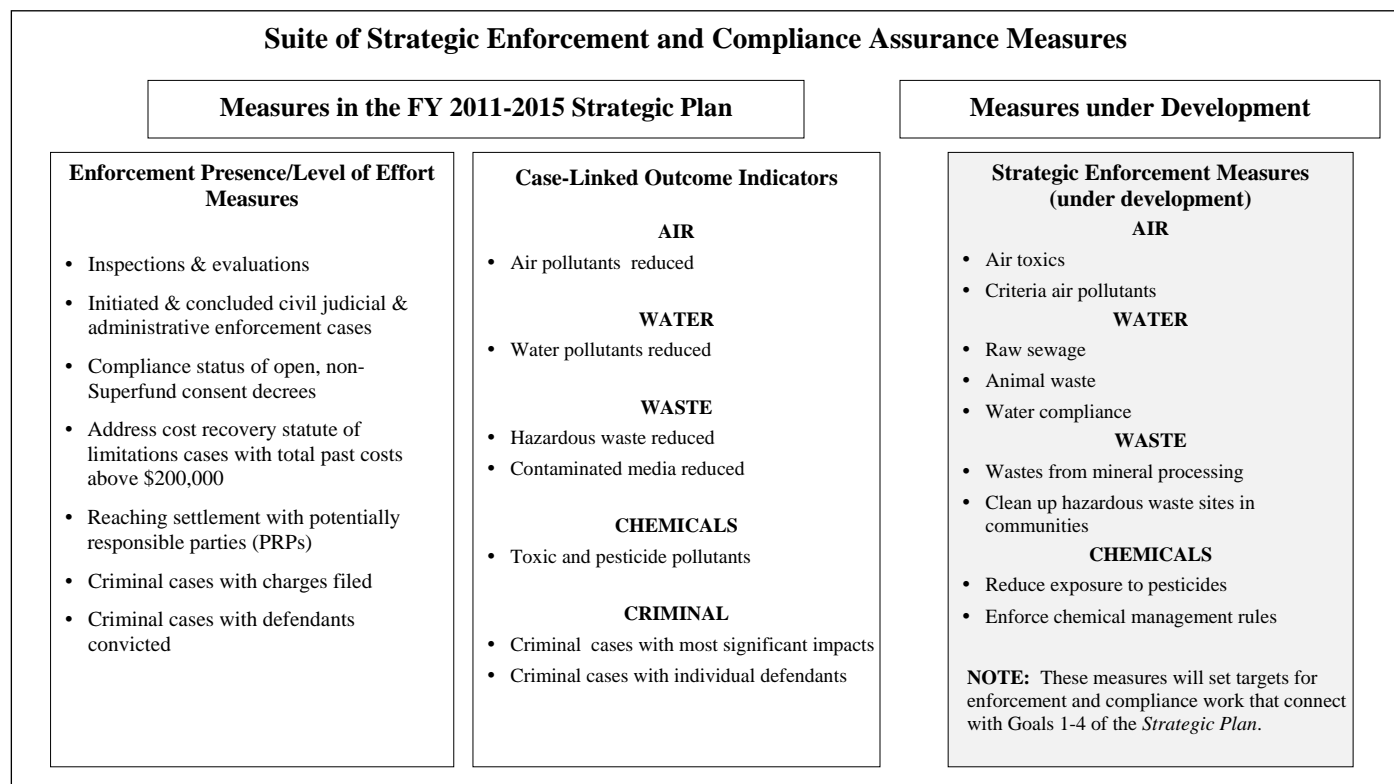 Suite of Strategic Enforcement and Compliance Assurance Measures
Measures in the FY 2011-2015 Strategic Plan
Measures under Development
Enforcement Presence/Level of Effort
Measures
• Inspections & evaluations
• Initiated & concluded civil judicial &
administrative enforcement cases
• Compliance status of open, non-
Superfund consent decrees
• Address cost recovery statute of
limitations cases with total past costs
above $200,000
• Reaching settlement with potentially
responsible parties (PRPs)
• Criminal cases with charges filed
• Criminal cases with defendants
convicted
Case-Linked Outcome Indicators
AIR
• Air pollutants reduced
WATER
• Water pollutants reduced
WASTE
• Hazardous waste reduced
• Contaminated media reduced
CHEMICALS
• Toxic and pesticide pollutants
CRIMINAL
• Criminal cases with most significant impacts
• Criminal cases with individual defendants
Strategic Enforcement Measures
(under development)
AIR
• Air toxics
• Criteria air pollutants
WATER
• Raw sewage
• Animal waste
• Water compliance
WASTE
• Wastes from mineral processing
• Clean up hazardous waste sites in
communities
CHEMICALS
• Reduce exposure to pesticides
• Enforce chemical management rules
NOTE: These measures will set targets for
enforcement and compliance work that connect
with Goals 1-4 of the Strategic Plan.